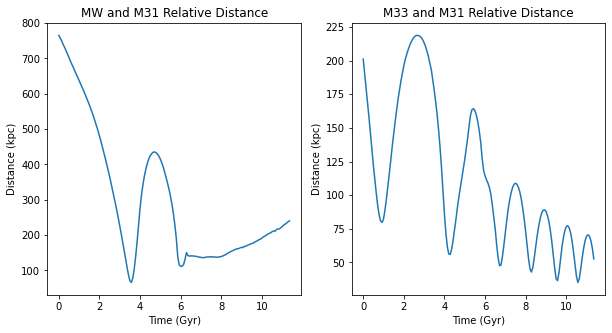 MW and M31 Relative Distance
800
700
600
500
400
300
200
100
Distance (kpc)
0 2 4 6 8 10
Time (Gyr)
M33 and M31 Relative Distance
225
200
175
150
125
100
75
50
Distance (kpc)
0 2 4 6 8 10
Time (Gyr)